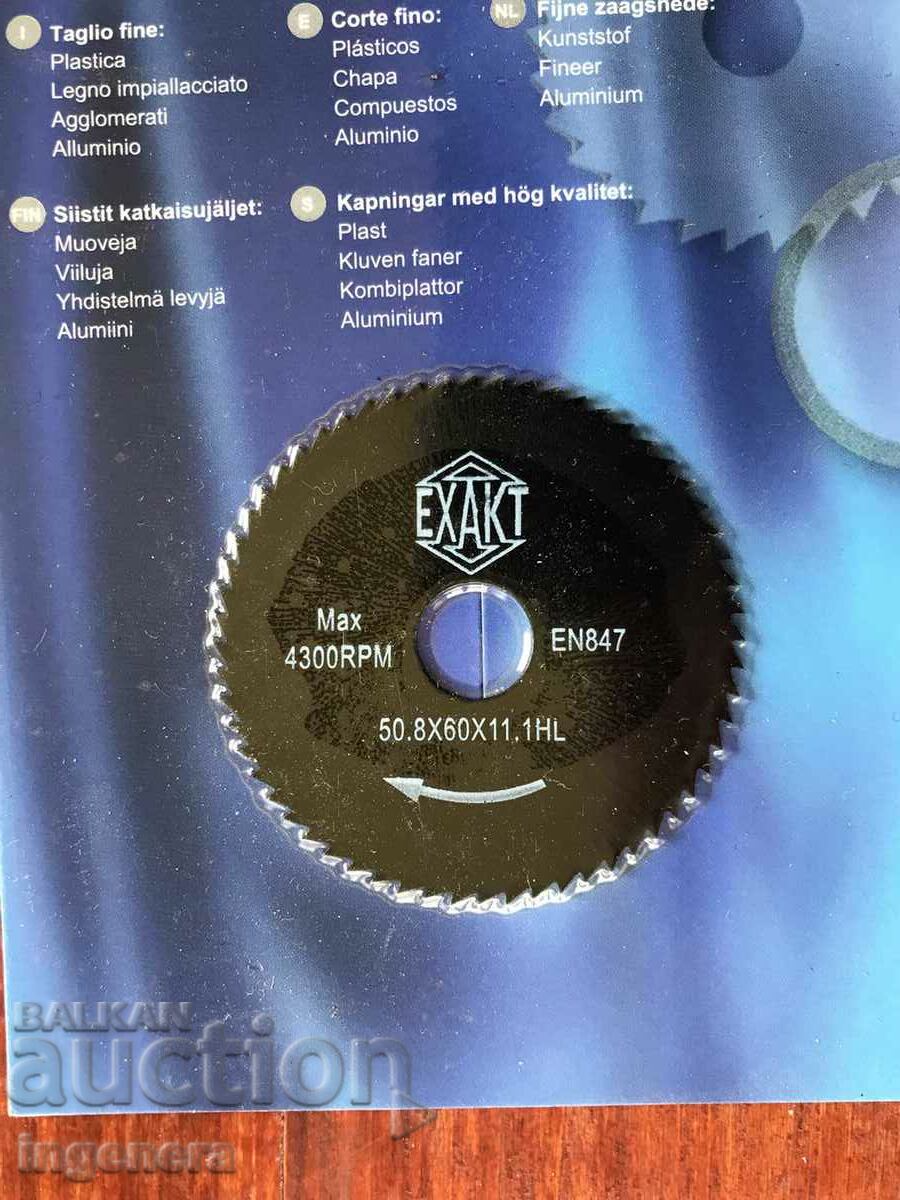 I Taglio fine:
Plastica
Legno impiallacciato
Agglomerati
Alluminio
E Corte fino:
Plásticos
Chapa
Compuestos
Aluminio
NL Fijne zaagsnede:
Kunststof
Fineer
Aluminium
FIN Siistit katkaisujäljet:
Muoveja
Viiluja
Yhdistelmä levyjä
Alumiini
S Kapningar med hög kvalitet:
Plast
Kluven faner
Kombiplattor
Aluminium
EXAKT
Max
4300RPM
EN847
50.8X60X11.1HL
BALKAN
auction
ingenera